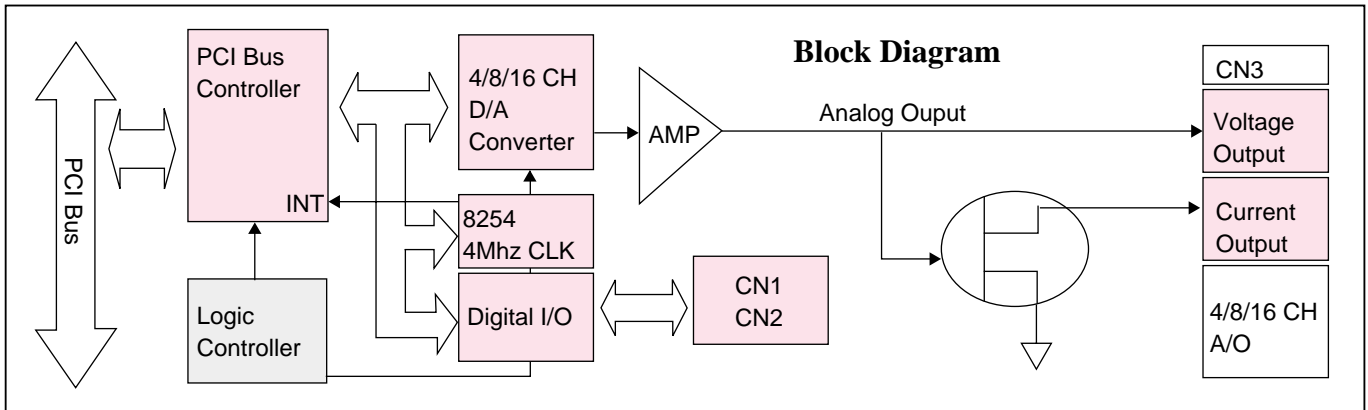 Block Diagram
PCI Bus
PCI Bus
Controller
INT
Logic
Controller
4/8/16 CH
D/A
Converter
8254
4Mhz CLK
Digital I/O
CN1
CN2
AMP
Analog Ouput
CN3
Voltage
Output
Current
Output
4/8/16 CH
A/O